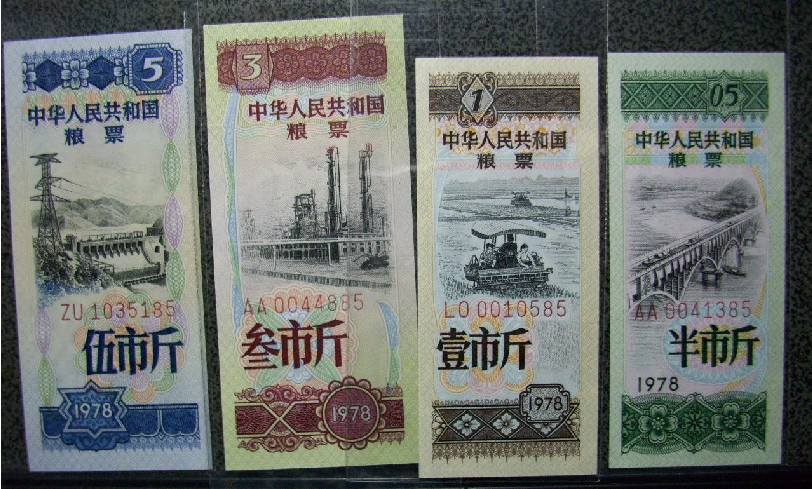 5
中华人民共和国
粮票
ZU 1035185
伍市斤
1978
3
中华人民共和国
粮票
AA 0044885
叁市斤
1978
1
中华人民共和国
粮票
LO 0010585
壹市斤
1978
05
中华人民共和国
粮票
AA 0041385
半市斤
1978